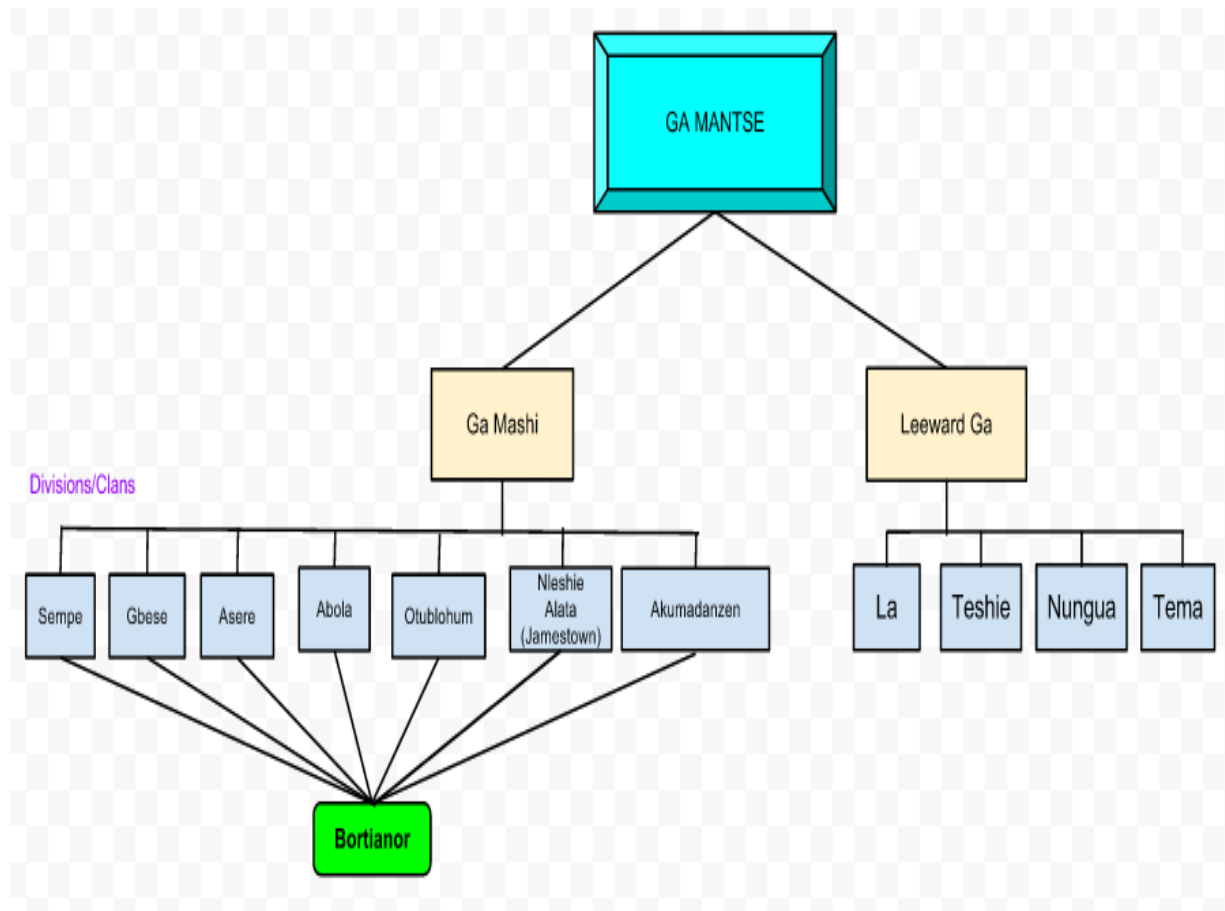 GA MANTSE
Ga Mashi
Leeward Ga
Divisions/Clans
Sempe
Gbese
Asere
Abola
Otublohum
Nleshie
Alata
(Jamestown)
Akumadanzen
La
Teshie
Nungua
Tema
Bortianor